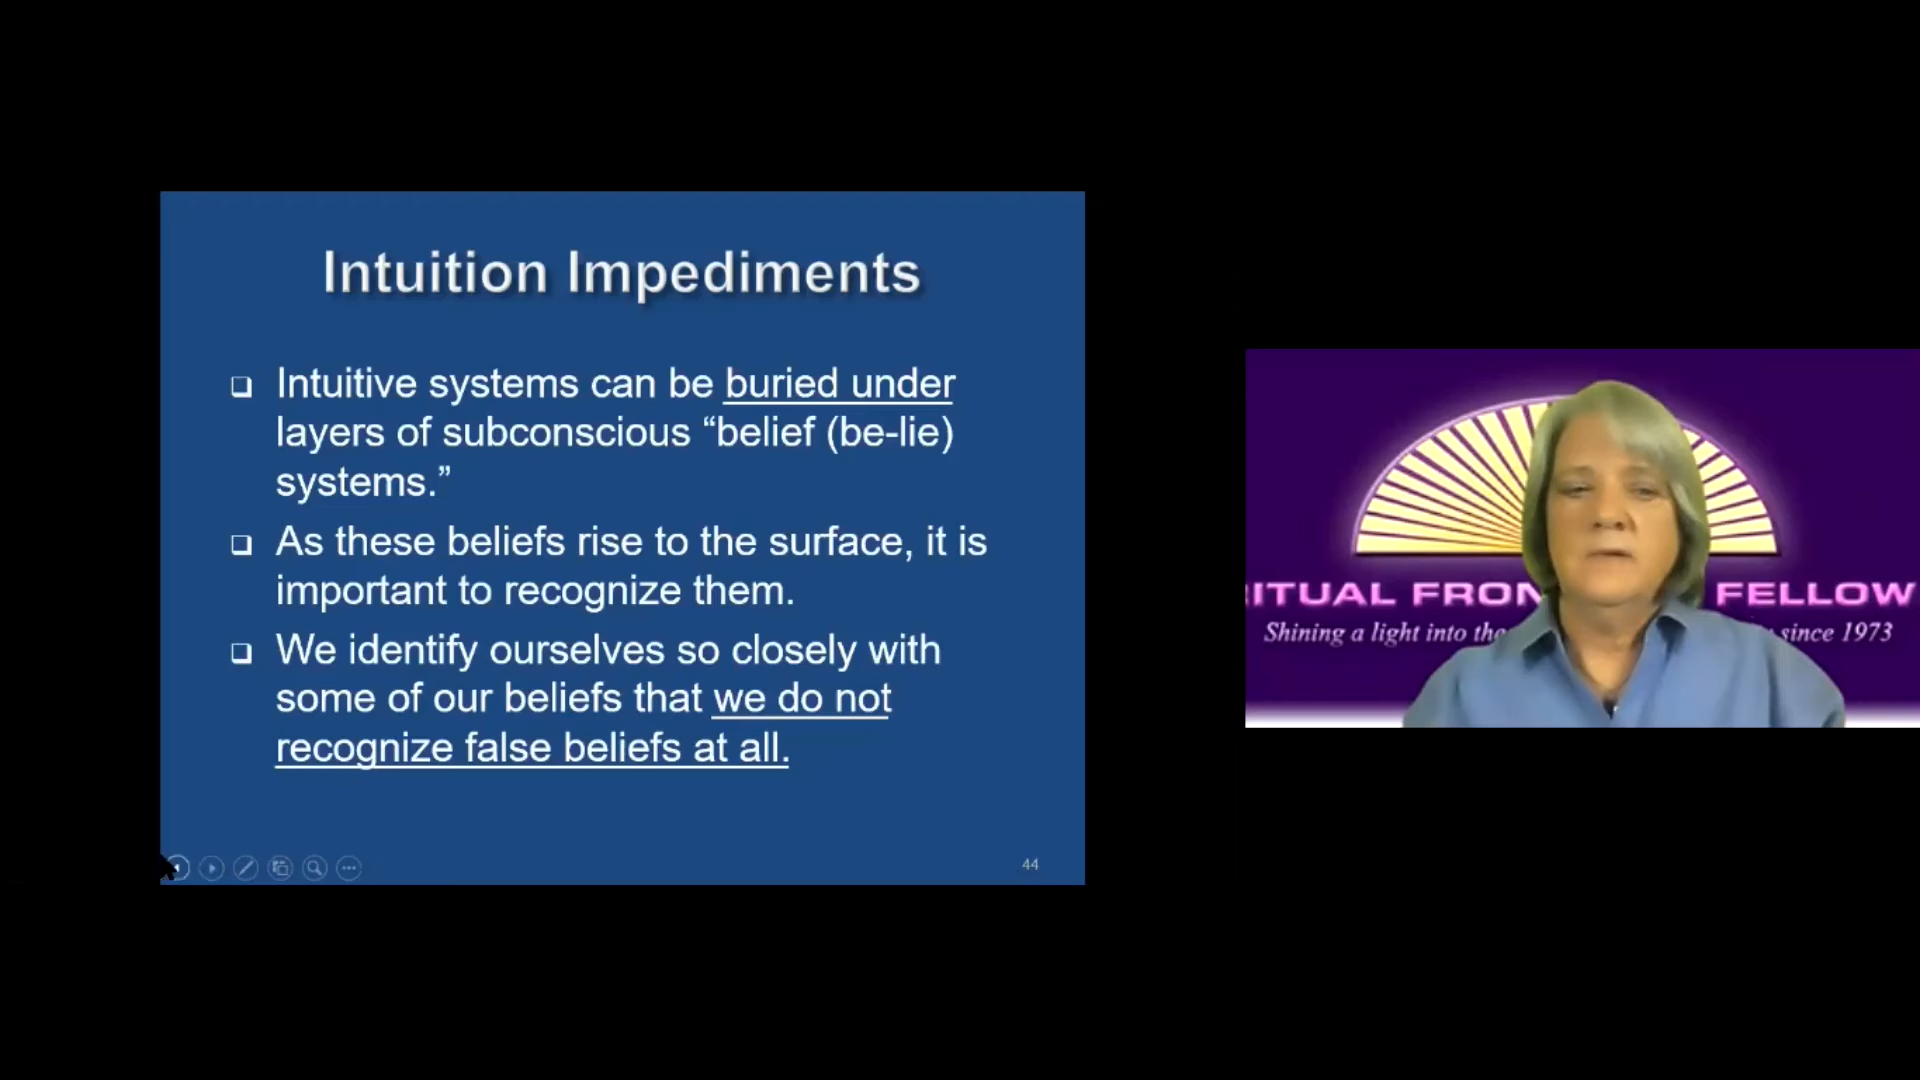 Intuition Impediments
Intuitive systems can be buried under
layers of subconscious “belief (be-lie)
systems.”
As these beliefs rise to the surface, it is
important to recognize them.
We identify ourselves so closely with
some of our beliefs that we do not
recognize false beliefs at all.
44
RITUAL FRON FELLOW
Shining a light into the since 1973